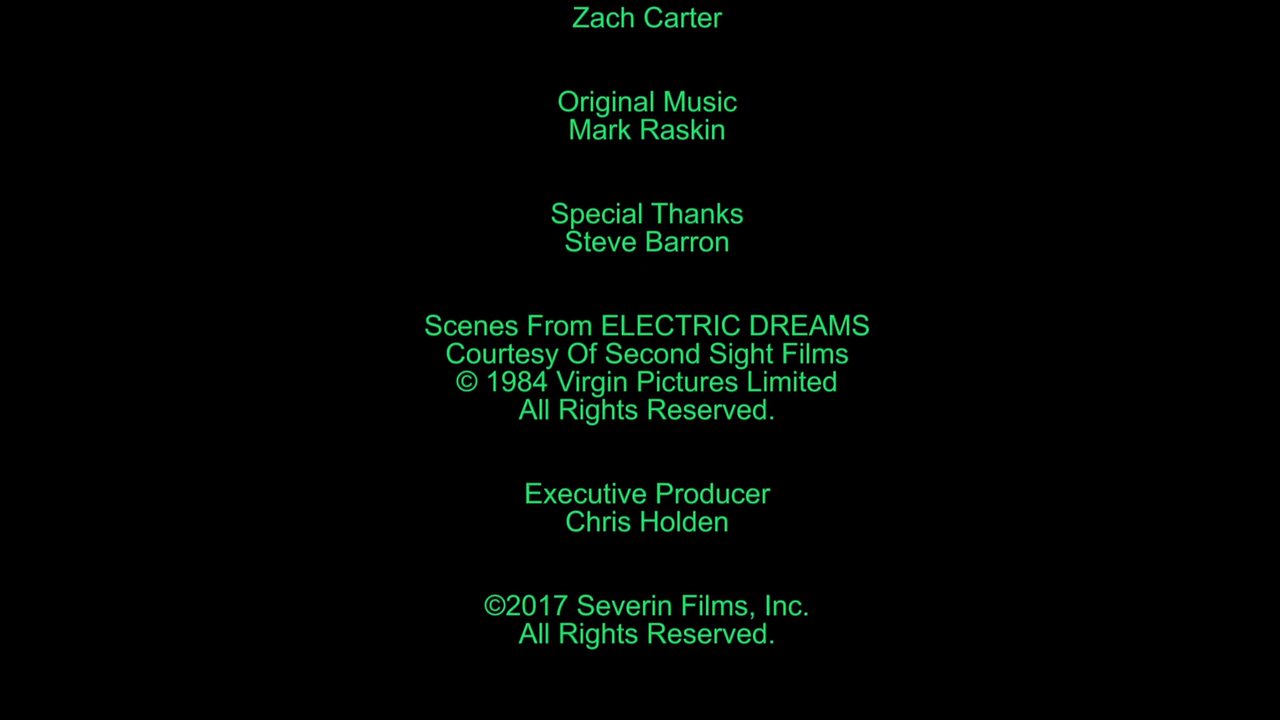 Zach Carter
Original Music
Mark Raskin
Special Thanks
Steve Barron
Scenes From ELECTRIC DREAMS
Courtesy Of Second Sight Films
© 1984 Virgin Pictures Limited
All Rights Reserved.
Executive Producer
Chris Holden
©2017 Severin Films, Inc.
All Rights Reserved.